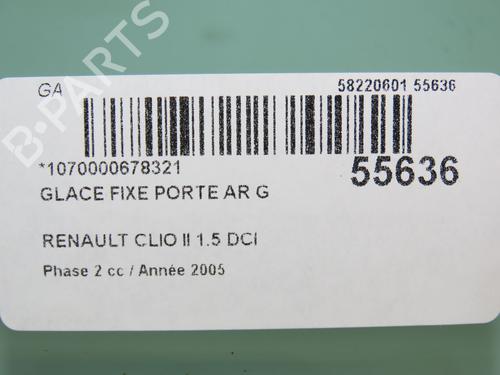 GA 58220601 55636
B-PARTS
*1070000678321 55636
GLACE FIXE PORTE AR G
RENAULT CLIO II 1.5 DCI
Phase 2 cc / Année 2005